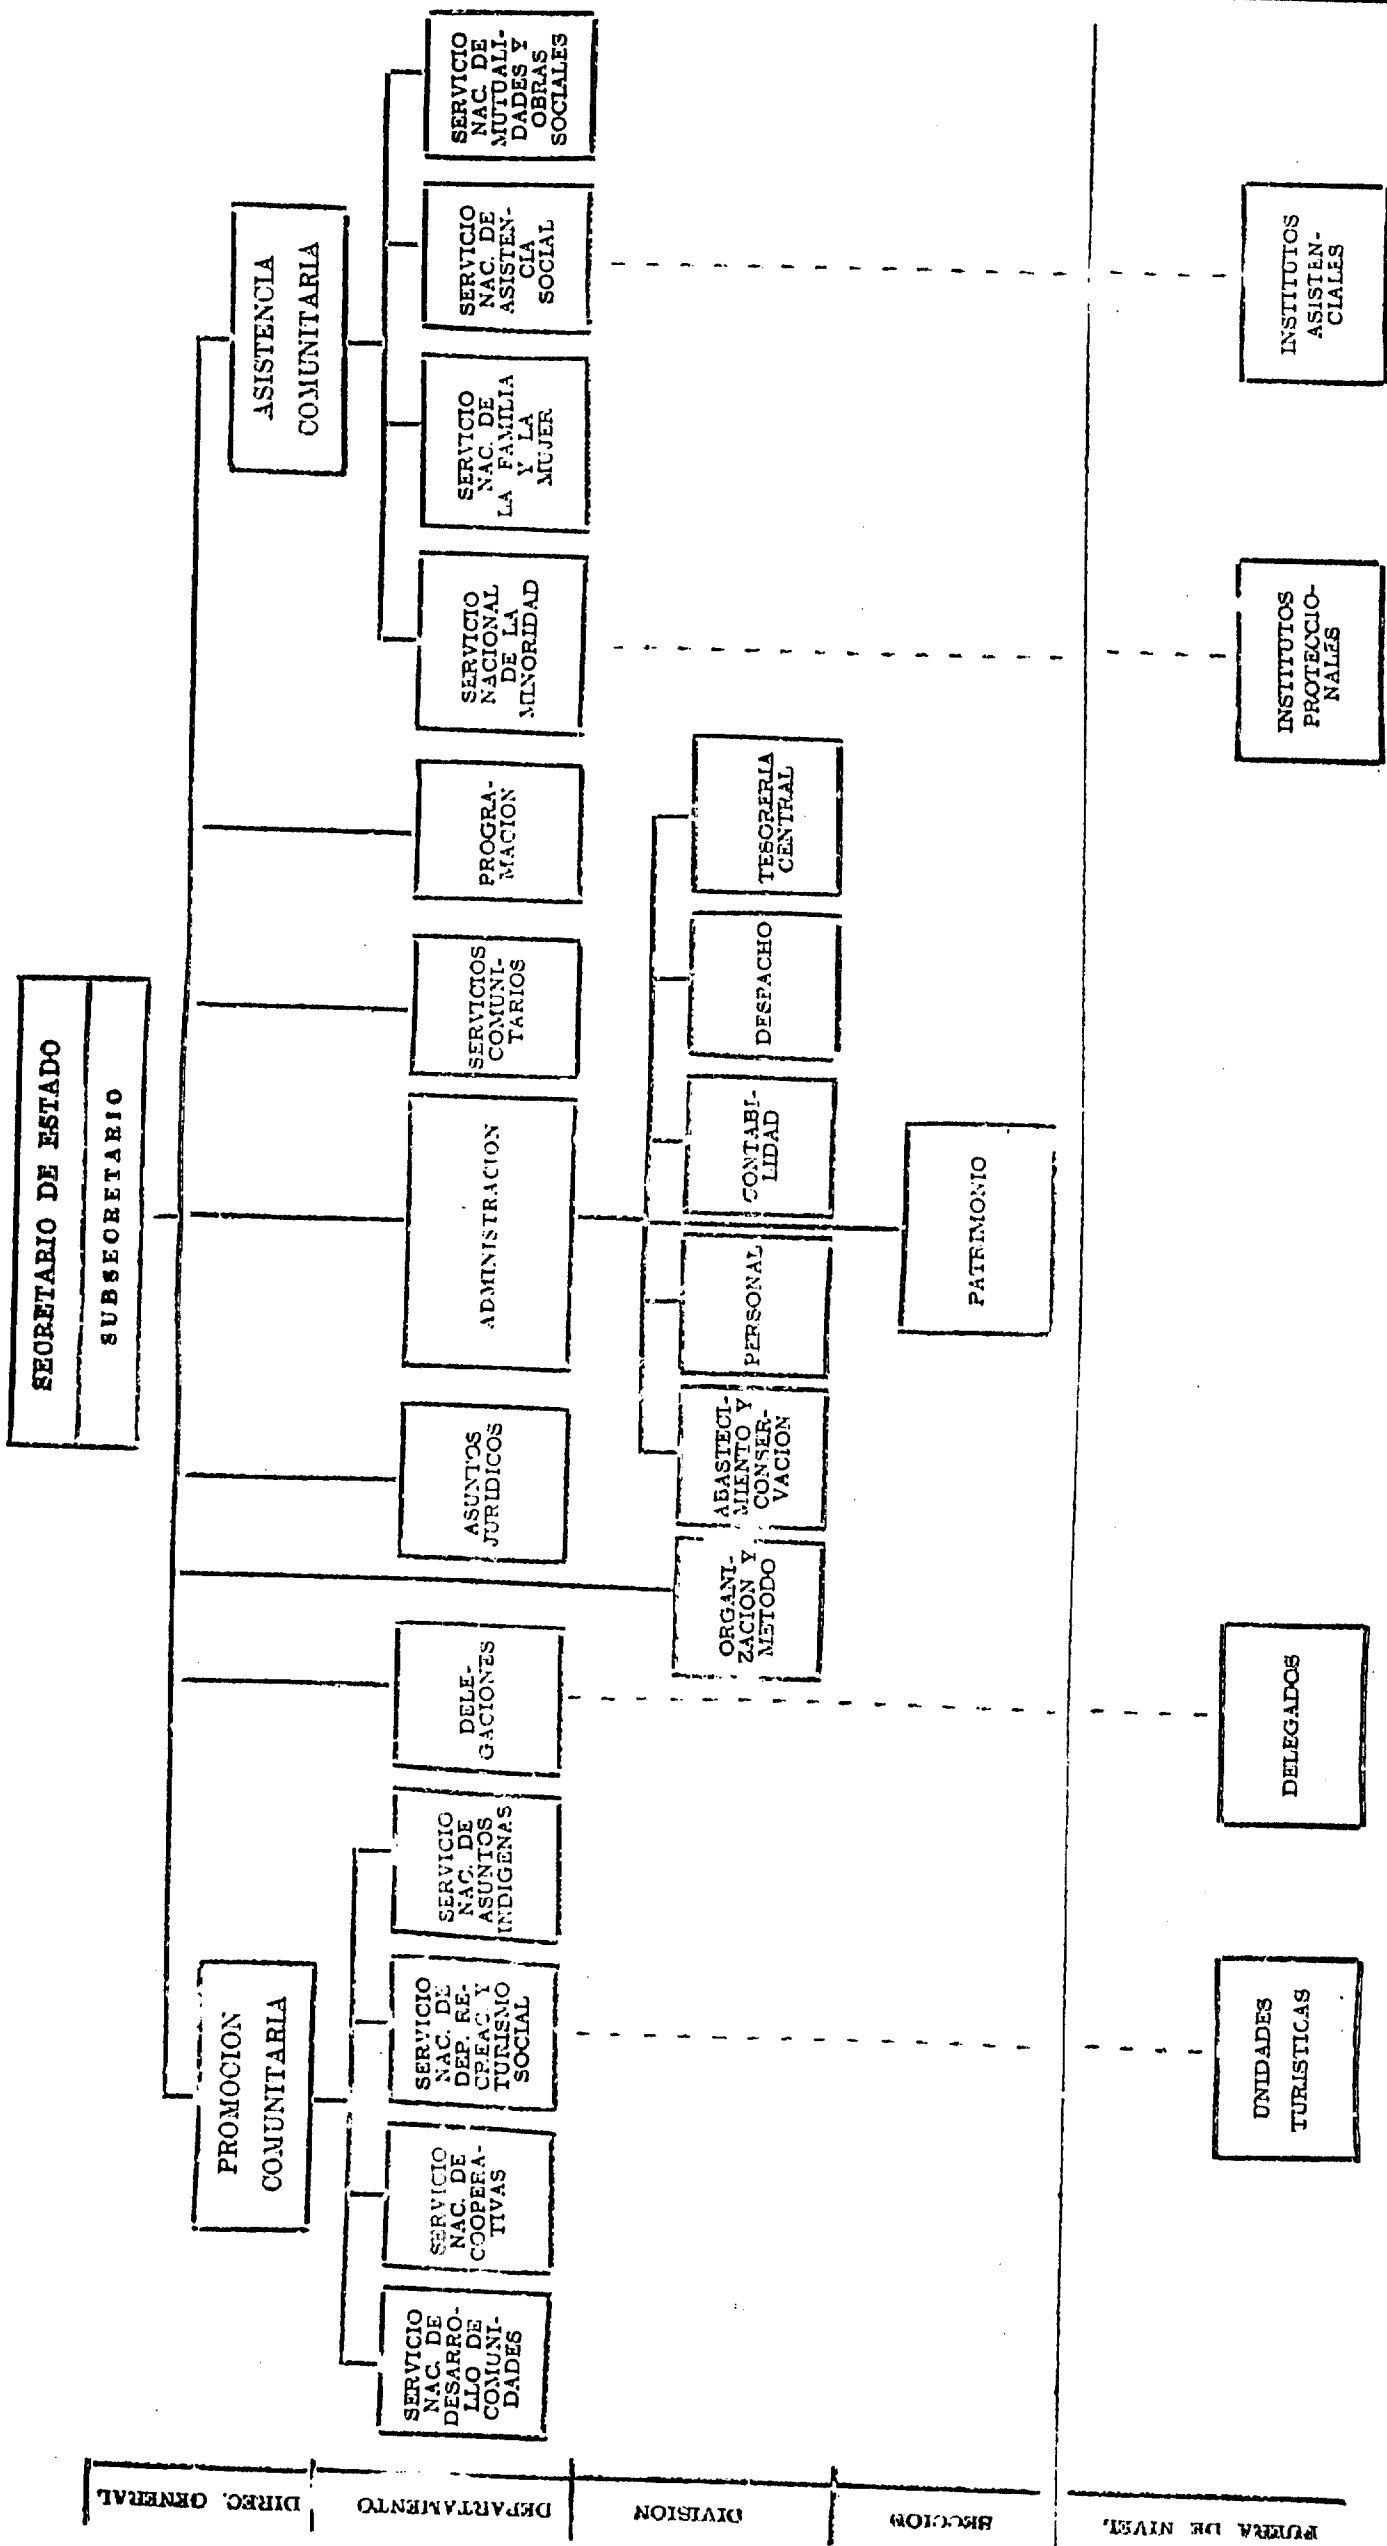 SECRETARIO DE ESTADO
SUBSECRETARIO
DIREC. GENERAL
PROMOCION
COMUNITARIA
ASISTENCIA
COMUNITARIA
DEPARTAMENTO
SERVICIO
NAC. DE
DESARRO-
LLO DE
COMUNI-
DADES
SERVICIO
NAC. DE
COOPERA-
TIVAS
SERVICIO
NAC. DE
DEP. RE-
CREAC. Y
TURISMO
SOCIAL
SERVICIO
NAC. DE
ASUNTOS
INDIGENAS
DELE-
GACIONES
ASUNTOS
JURIDICOS
ADMINISTRACION
SERVICIOS
COMUNI-
TARIOS
PROGRA-
MACION
SERVICIO
NACIONAL
DE LA
MINORIDAD
SERVICIO
NAC. DE
LA FAMILIA
Y LA
MUJER
SERVICIO
NAC. DE
ASISTEN-
CIA
SOCIAL
SERVICIO
NAC. DE
MUTUALI-
DADES Y
OBRAS
SOCIALES
DIVISION
ORGANI-
ZACION Y
METODO
ABASTECI-
MIENTO Y
CONSER-
VACION
PERSONAL
CONTABI-
LIDAD
DESPACHO
TESORERIA
CENTRAL
SECCION
PATRIMONIO
FUERA DE NIVEL
UNIDADES
TURISTICAS
DELEGADOS
INSTITUTOS
PROTECCIO-
NALES
INSTITUTOS
ASISTEN-
CIALES